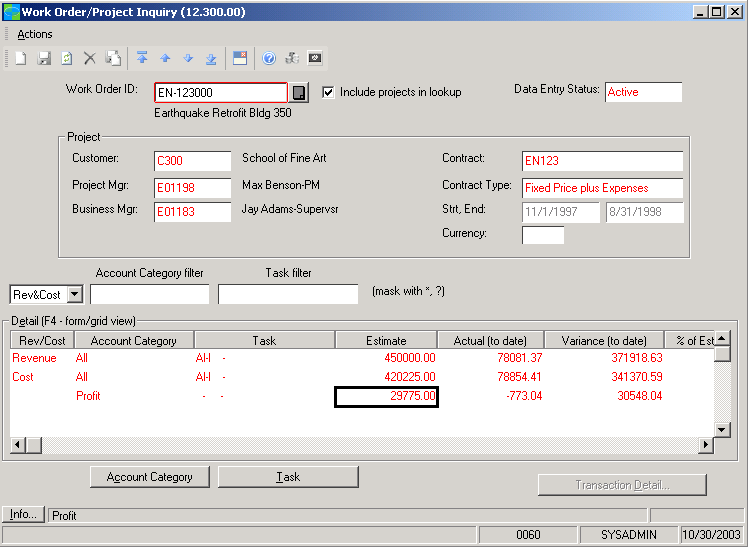 Work Order/Project Inquiry (12.300.00)
Actions
Work Order ID: EN-123000 Include projects in lookup Data Entry Status: Active
Earthquake Retrofit Bldg 350
Project
Customer: C300 School of Fine Art Contract: EN123
Project Mgr: E01198 Max Benson-PM Contract Type: Fixed Price plus Expenses
Business Mgr: E01183 Jay Adams-Supervsr Strt, End: 11/1/1997 8/31/1998
Currency:
Account Category filter Task filter
Rev&Cost (mask with *, ?)
Detail (F4 - form/grid view)
Rev/Cost Account Category Task Estimate Actual (to date) Variance (to date) % of Est
Revenue All Al-l - 450000.00 78081.37 371918.63
Cost All Al-l - 420225.00 78854.41 341370.59
Profit - - 29775.00 -773.04 30548.04
Account Category Task
Transaction Detail...
Info... Profit
0060 SYSADMIN 10/30/2003